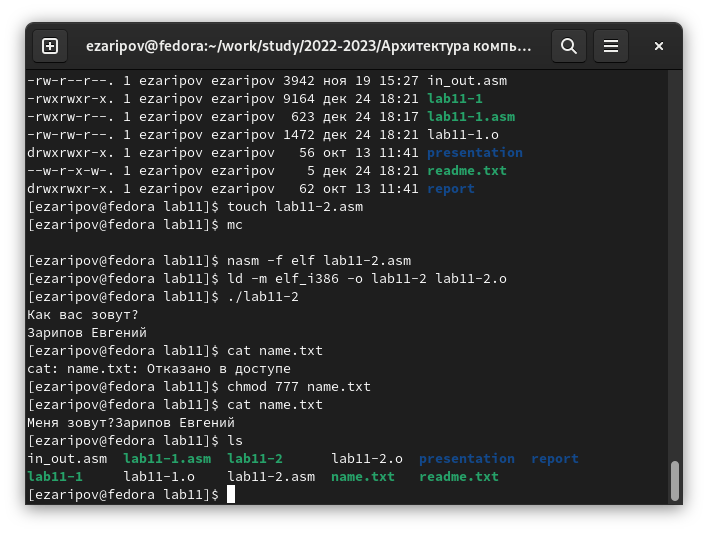 ezaripov@fedora:~/work/study/2022-2023/Архитектура компь…
-rw-r--r--. 1 ezaripov ezaripov 3942 ноя 19 15:27 in_out.asm
-rwxrwxr-x. 1 ezaripov ezaripov 9164 дек 24 18:21 lab11-1
-rwxrw-r--. 1 ezaripov ezaripov  623 дек 24 18:17 lab11-1.asm
-rw-rw-r--. 1 ezaripov ezaripov 1472 дек 24 18:21 lab11-1.o
drwxrwxr-x. 1 ezaripov ezaripov   56 окт 13 11:41 presentation
--w-r-x-w-. 1 ezaripov ezaripov    5 дек 24 18:21 readme.txt
drwxrwxr-x. 1 ezaripov ezaripov   62 окт 13 11:41 report
[ezaripov@fedora lab11]$ touch lab11-2.asm
[ezaripov@fedora lab11]$ mc
[ezaripov@fedora lab11]$ nasm -f elf lab11-2.asm
[ezaripov@fedora lab11]$ ld -m elf_i386 -o lab11-2 lab11-2.o
[ezaripov@fedora lab11]$ ./lab11-2
Как вас зовут?
Зарипов Евгений
[ezaripov@fedora lab11]$ cat name.txt
cat: name.txt: Отказано в доступе
[ezaripov@fedora lab11]$ chmod 777 name.txt
[ezaripov@fedora lab11]$ cat name.txt
Меня зовут?Зарипов Евгений
[ezaripov@fedora lab11]$ ls
in_out.asm  lab11-1.asm  lab11-2      lab11-2.o  presentation  report
lab11-1     lab11-1.o    lab11-2.asm  name.txt   readme.txt
[ezaripov@fedora lab11]$